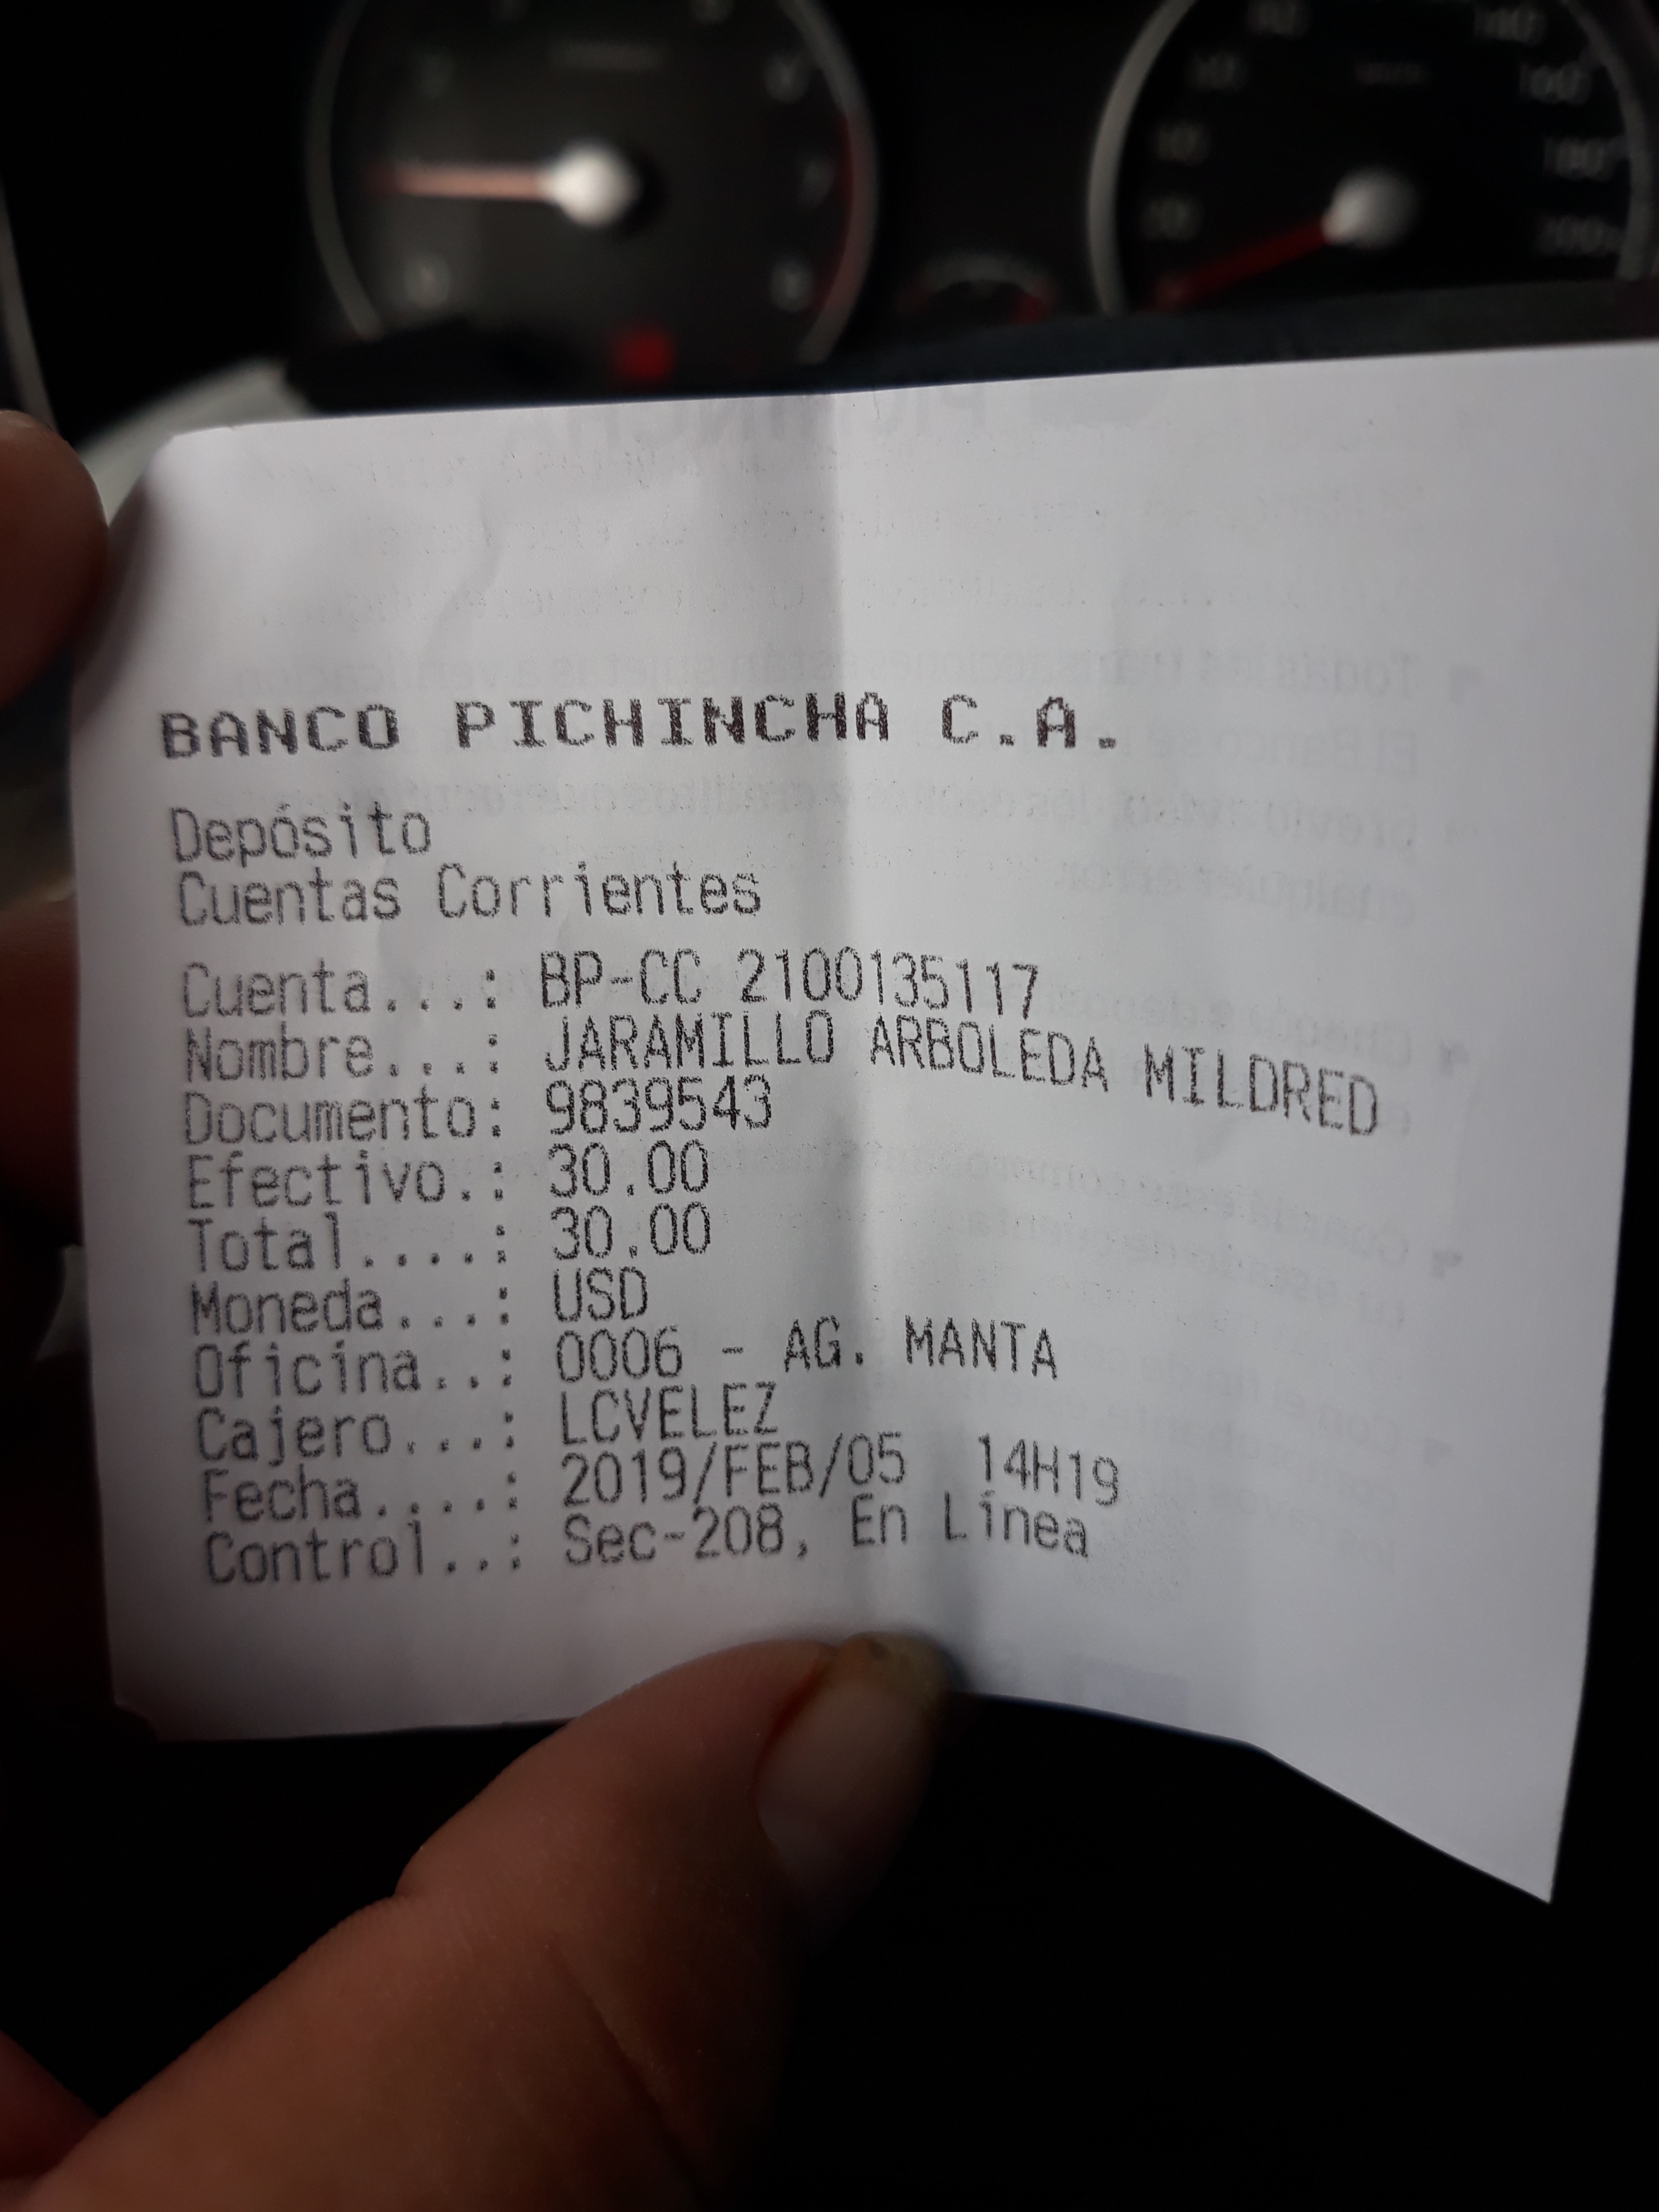 BANCO PICHINCHA C.A.
Depósito
Cuentas Corrientes
Cuenta...: BP-CC 2100135117
Nombre...: JARAMILLO ARBOLEDA MILDRED
Documento: 9839543
Efectivo.: 30.00
Total....: 30.00
Moneda...: USD
Oficina..: 0006 - AG. MANTA
Cajero...: LCVELEZ
Fecha....: 2019/FEB/05 14H19
Control..: Sec-208, En Línea